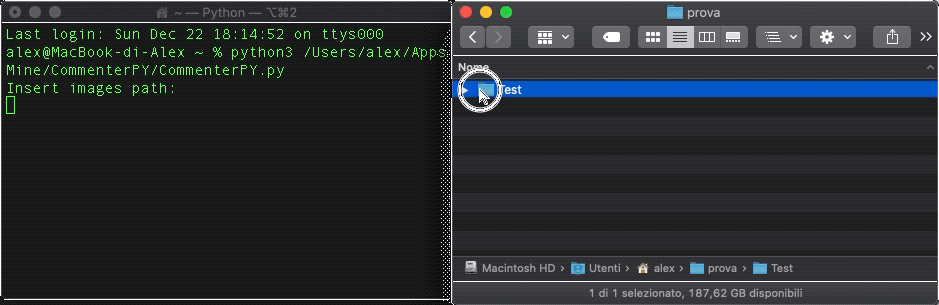 ~ — Python — ⌥⌘2
Last login: Sun Dec 22 18:14:52 on ttys000
alex@MacBook-di-Alex ~ % python3 /Users/alex/Apps
Mine/CommenterPY/CommenterPY.py
Insert images path:
prova
Nome
Test
Macintosh HD › Utenti › alex › prova › Test
1 di 1 selezionato, 187,62 GB disponibili